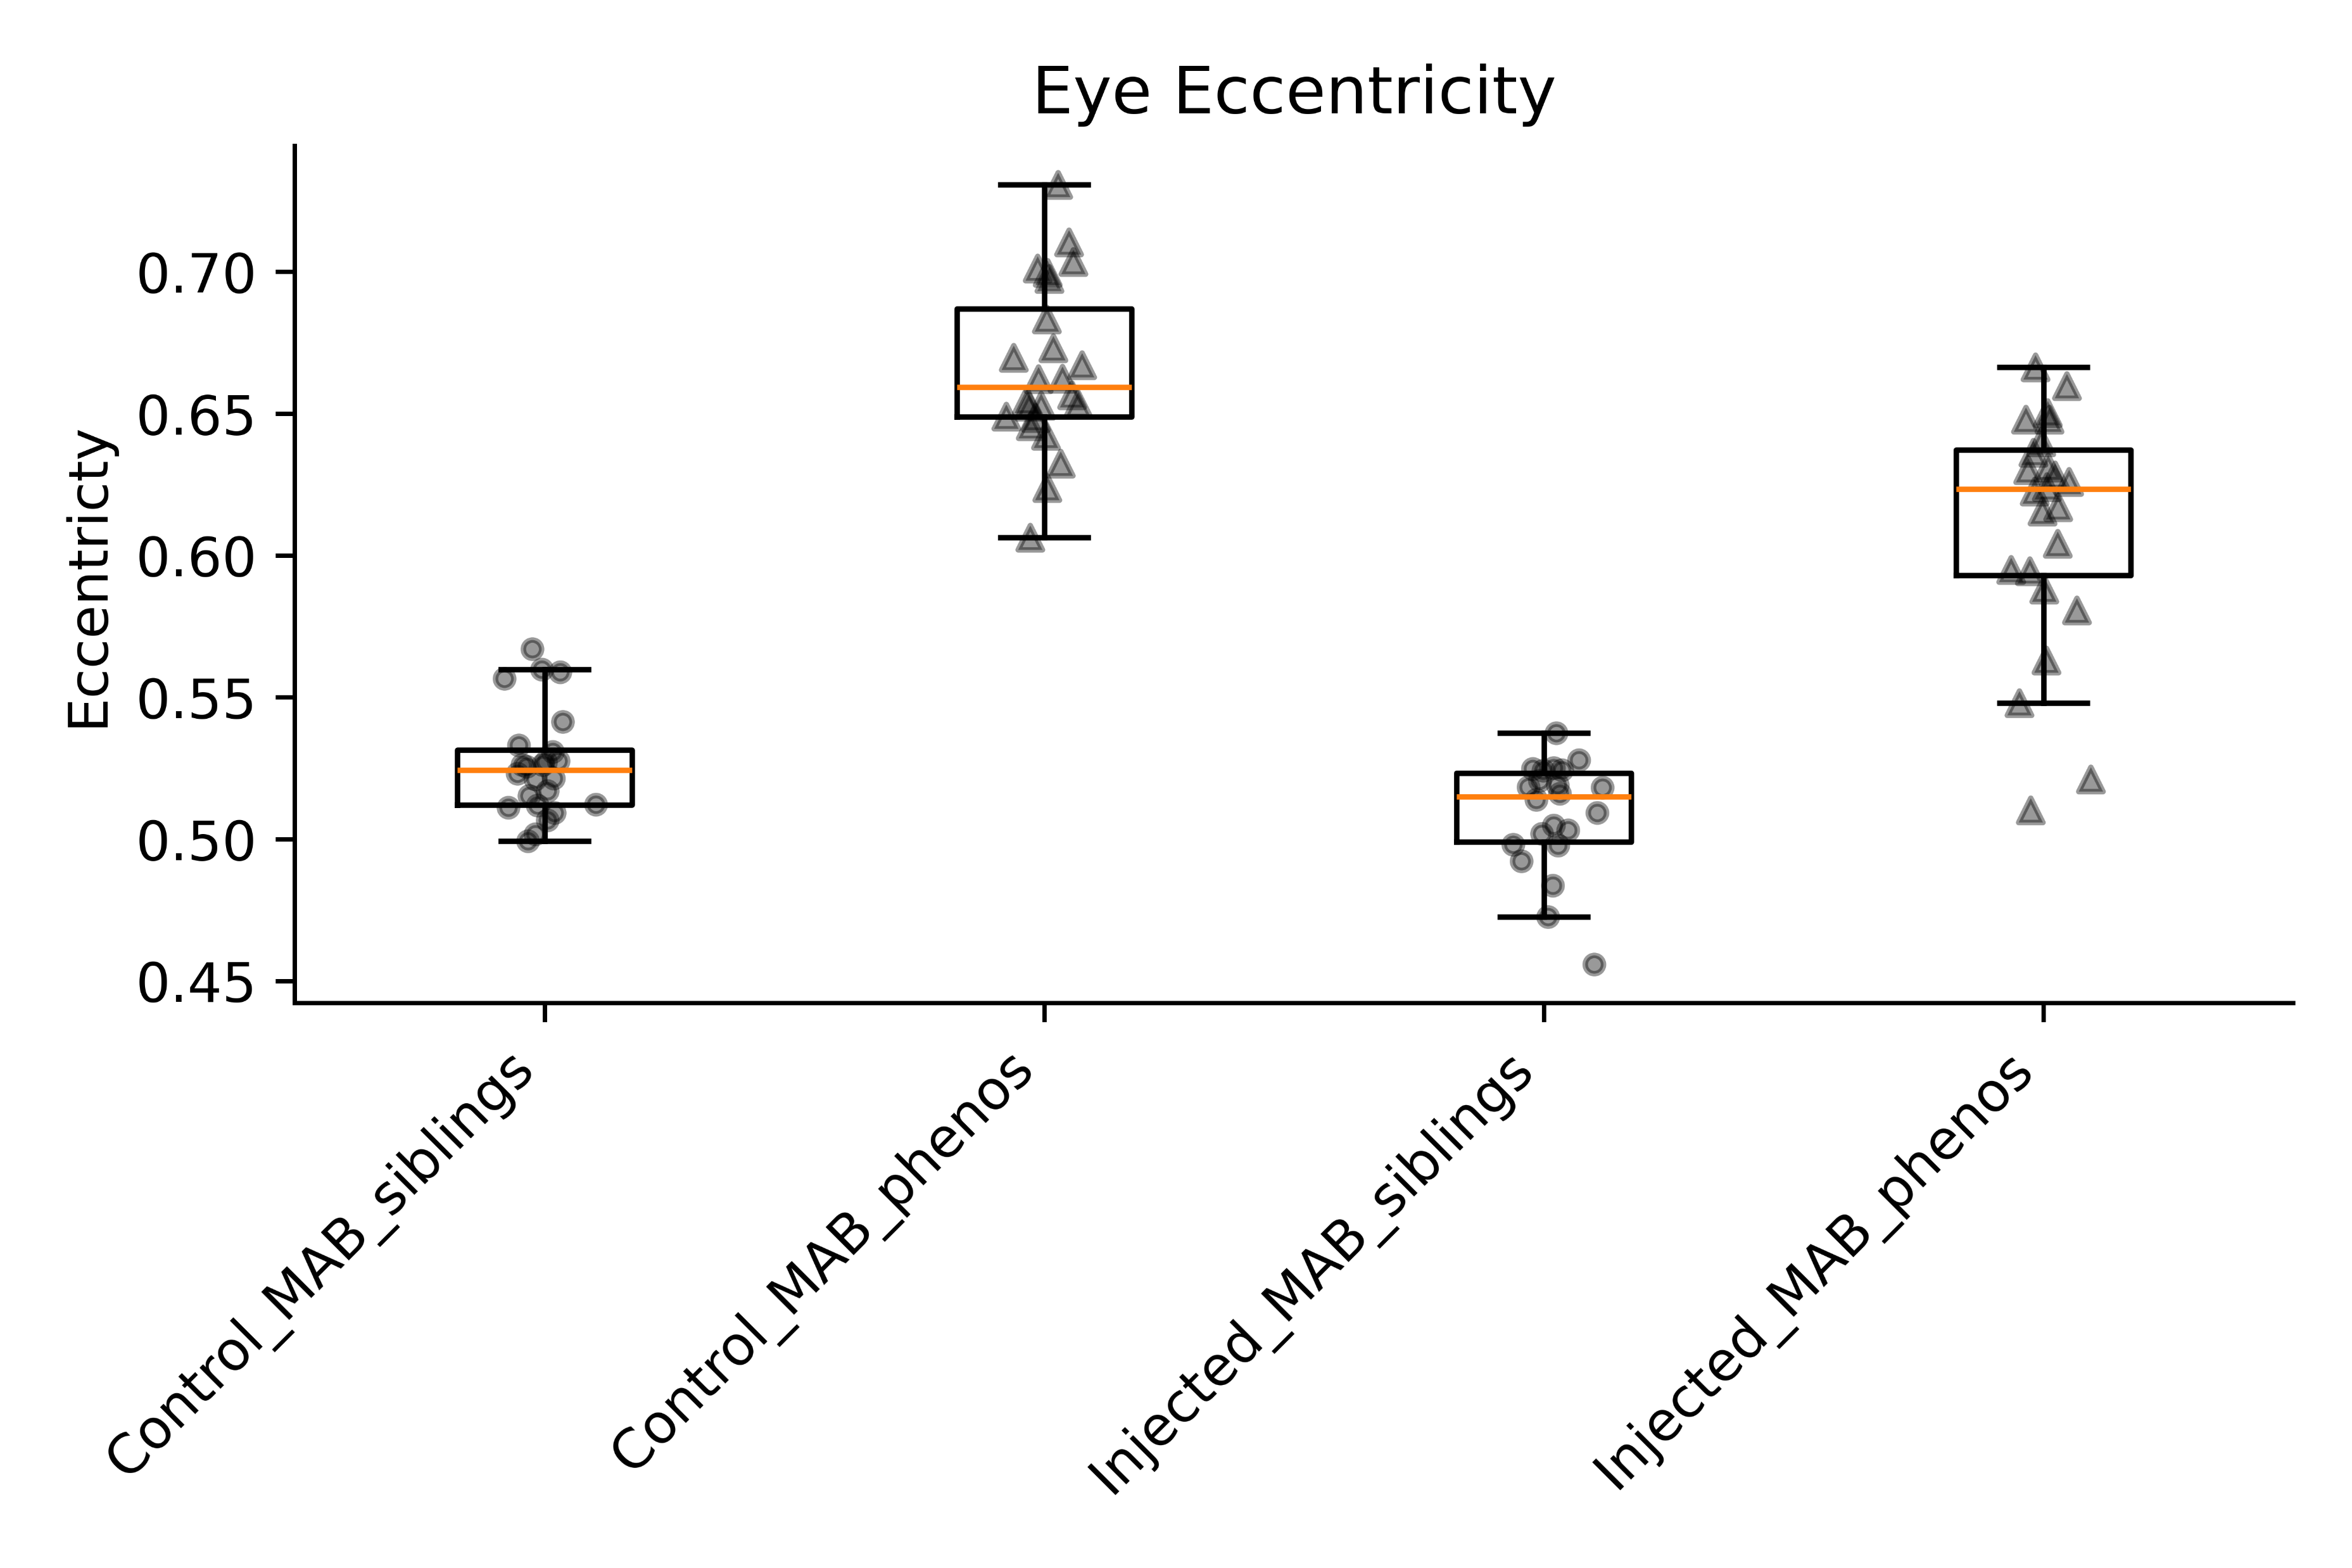 Eye Eccentricity
Eccentricty
0.70
0.65
0.60
0.55
0.50
0.45
Control_MAB_siblings
Control_MAB_phenos
Injected_MAB_siblings
Injected_MAB_phenos